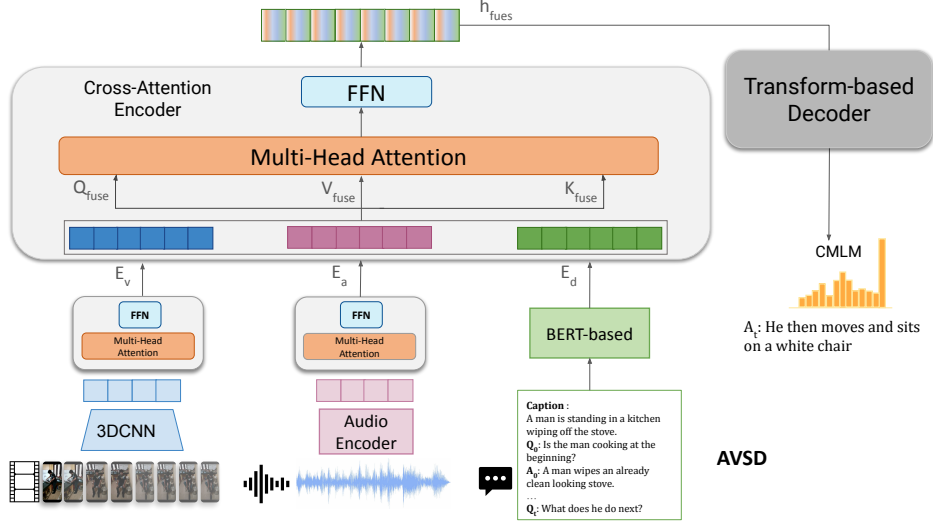 h_fues
Cross-Attention
Encoder
FFN
Transform-based
Decoder
Multi-Head Attention
Q_fuse
V_fuse
K_fuse
CMLM
E_v
E_a
E_d
FFN
Multi-Head
Attention
FFN
Multi-Head
Attention
BERT-based
A_t: He then moves and sits
on a white chair
3DCNN
Audio
Encoder
Caption :
A man is standing in a kitchen
wiping off the stove.
Q_0: Is the man cooking at the
beginning?
A_0: A man wipes an already
clean looking stove.
...
Q_t: What does he do next?
AVSD